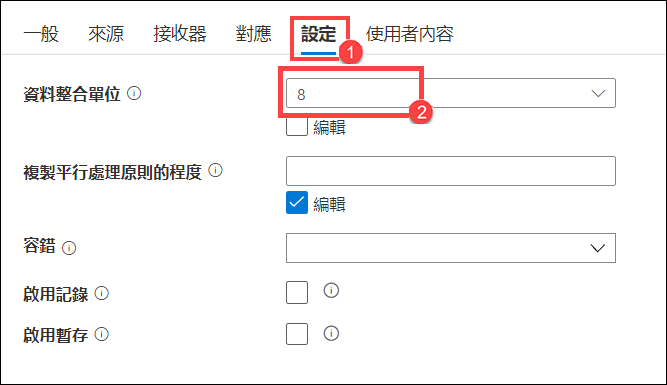 一般 來源 接收器 對應 設定 使用者內容
1
資料整合單位 8
2
編輯
複製平行處理原則的程度
編輯
容錯
啟用記錄
啟用暫存